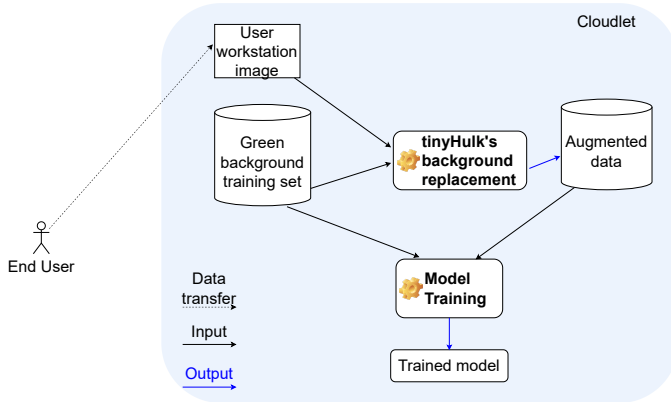 Cloudlet
User
workstation
image
Green
background
training set
tinyHulk's
background
replacement
Augmented
data
End User
Model
Training
Trained model
Data
transfer
Input
Output